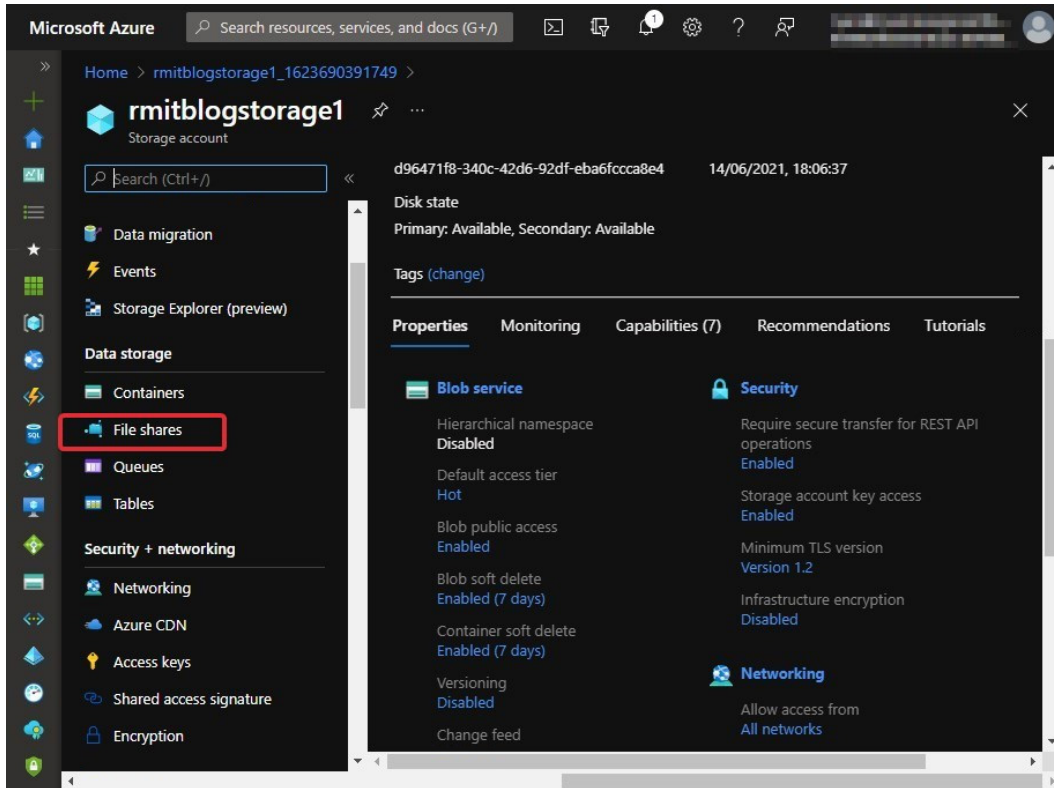 Microsoft Azure
Search resources, services, and docs (G+/)
1
Home > rmitblogstorage1_1623690391749 >
rmitblogstorage1
Storage account
Search (Ctrl+/)
Data migration
Events
Storage Explorer (preview)
Data storage
Containers
File shares
Queues
Tables
Security + networking
Networking
Azure CDN
Access keys
Shared access signature
Encryption
d96471f8-340c-42d6-92df-eba6fccca8e4 14/06/2021, 18:06:37
Disk state
Primary: Available, Secondary: Available
Tags (change)
Properties Monitoring Capabilities (7) Recommendations Tutorials
Blob service
Hierarchical namespace
Disabled
Default access tier
Hot
Blob public access
Enabled
Blob soft delete
Enabled (7 days)
Container soft delete
Enabled (7 days)
Versioning
Disabled
Change feed
Security
Require secure transfer for REST API
operations
Enabled
Storage account key access
Enabled
Minimum TLS version
Version 1.2
Infrastructure encryption
Disabled
Networking
Allow access from
All networks
SQL